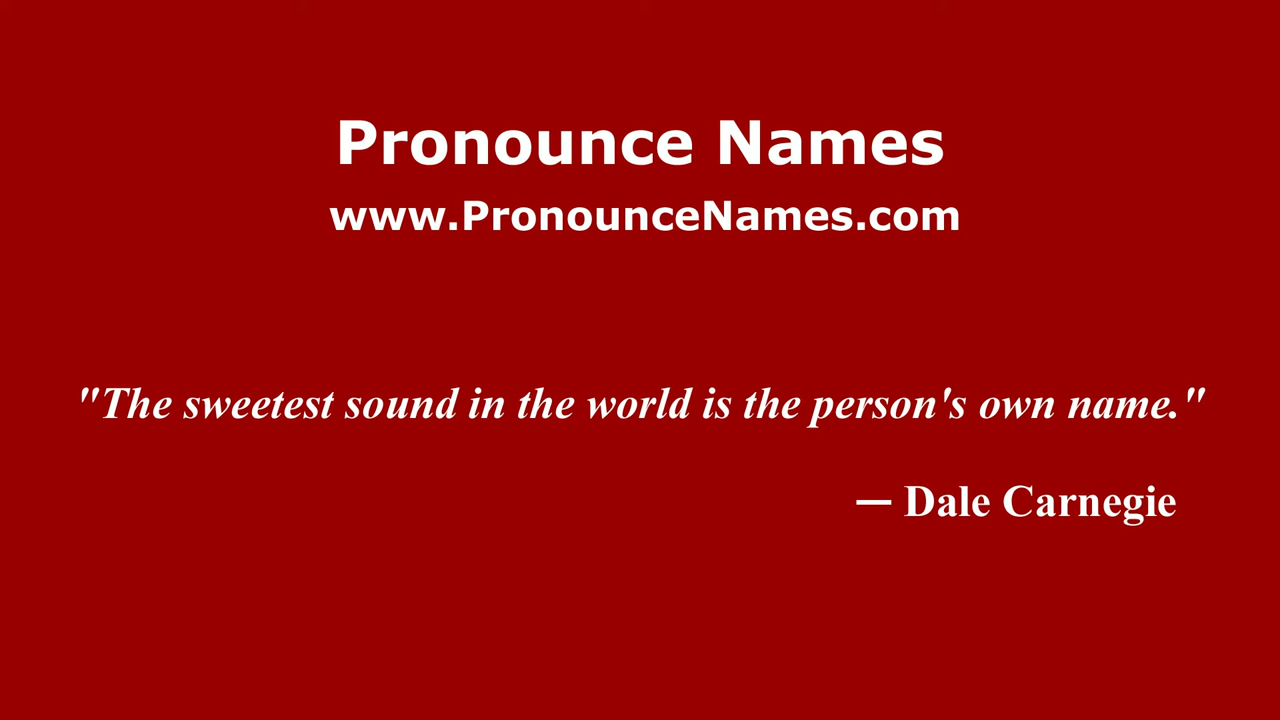 Pronounce Names
www.PronounceNames.com
"The sweetest sound in the world is the person's own name."
— Dale Carnegie